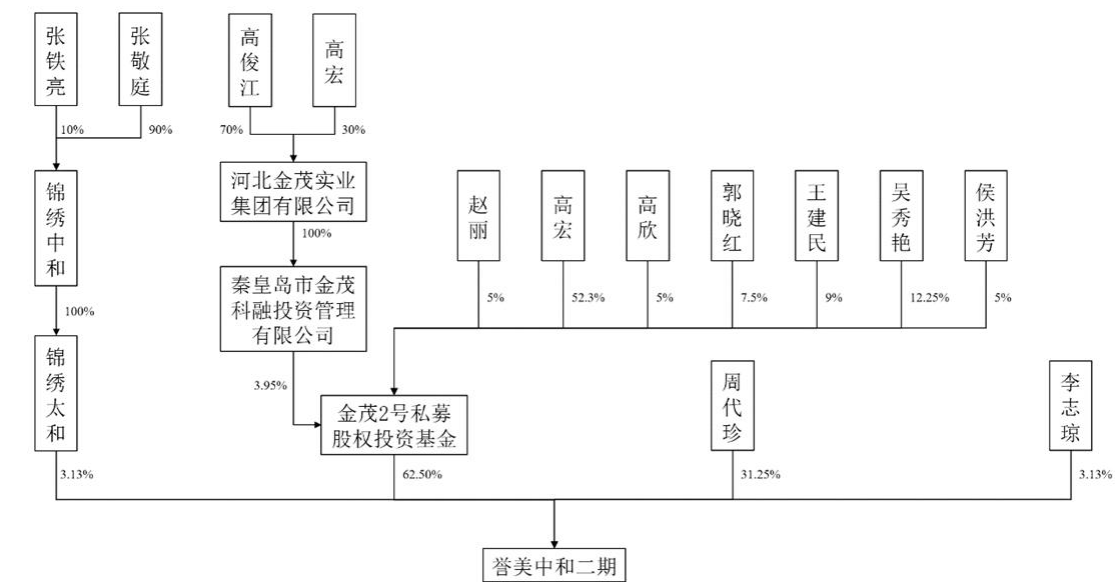 张铁亮
张敬庭
高俊江
高宏
10%
90%
70%
30%
锦绣中和
河北金茂实业
集团有限公司
赵丽
高宏
高欣
郭晓红
王建民
吴秀艳
侯洪芳
100%
秦皇岛市金茂
科融投资管理
有限公司
5%
52.3%
5%
7.5%
9%
12.25%
5%
100%
锦绣太和
3.95%
金茂2号私募
股权投资基金
周代珍
李志琼
3.13%
62.50%
31.25%
3.13%
誉美中和二期